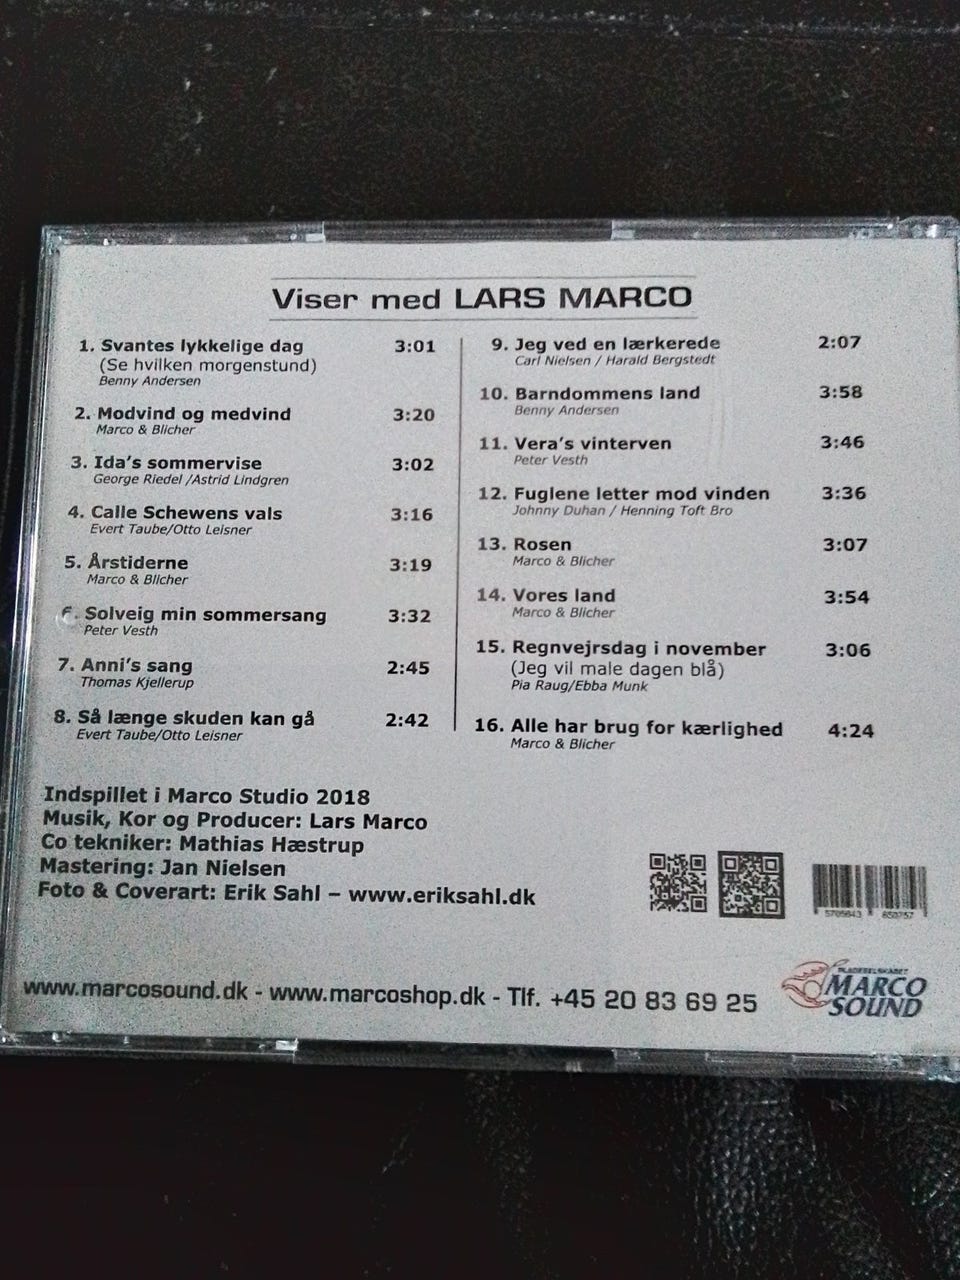 Viser med LARS MARCO
1. Svantes lykkelige dag 3:01
(Se hvilken morgenstund)
Benny Andersen
2. Modvind og medvind 3:20
Marco & Blicher
3. Ida's sommervise 3:02
George Riedel /Astrid Lindgren
4. Calle Schewens vals 3:16
Evert Taube/Otto Leisner
5. Årstiderne 3:19
Marco & Blicher
6. Solveig min sommersang 3:32
Peter Vesth
7. Anni's sang 2:45
Thomas Kjellerup
8. Så længe skuden kan gå 2:42
Evert Taube/Otto Leisner
9. Jeg ved en lærkerede 2:07
Carl Nielsen / Harald Bergstedt
10. Barndommens land 3:58
Benny Andersen
11. Vera's vinterven 3:46
Peter Vesth
12. Fuglene letter mod vinden 3:36
Johnny Duhan / Henning Toft Bro
13. Rosen 3:07
Marco & Blicher
14. Vores land 3:54
Marco & Blicher
15. Regnvejrsdag i november 3:06
(Jeg vil male dagen blå)
Pia Raug/Ebba Munk
16. Alle har brug for kærlighed 4:24
Marco & Blicher
Indspillet i Marco Studio 2018
Musik, Kor og Producer: Lars Marco
Co tekniker: Mathias Hæstrup
Mastering: Jan Nielsen
Foto & Coverart: Erik Sahl – www.eriksahl.dk
www.marcosound.dk - www.marcoshop.dk - Tlf. +45 20 83 69 25
PLADESELSKABET
MARCO
SOUND